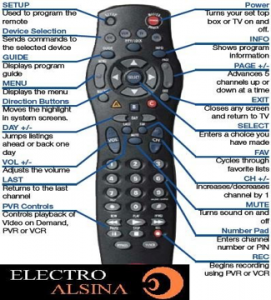 SETUP
Used to program the
remote
Device Selection
Sends commands to
the selected device
GUIDE
Displays program
guide
MENU
Displays the menu
Direction Buttons
Moves the highlight
in system screens.
DAY +/-
Jumps listings
ahead or back one
day
VOL +/-
Adjusts the volume
LAST
Returns to the last
channel
PVR Controls
Controls playback of
Video on Demand,
PVR or VCR
Power
Turns your set top
box or TV on and
off.
INFO
Shows program
information
PAGE +/-
Advances 5
channels up or
down at a time
EXIT
Closes any screen
and return to TV
SELECT
Enters a choice you
have made
FAV
Cycles through
favorite lists
CH +/-
Increases/decreases
channel by 1
MUTE
Turns sound on and
off
Number Pad
Enters channel
number or PIN
REC
Begins recording
using PVR or VCR
ELECTRO
ALSINA